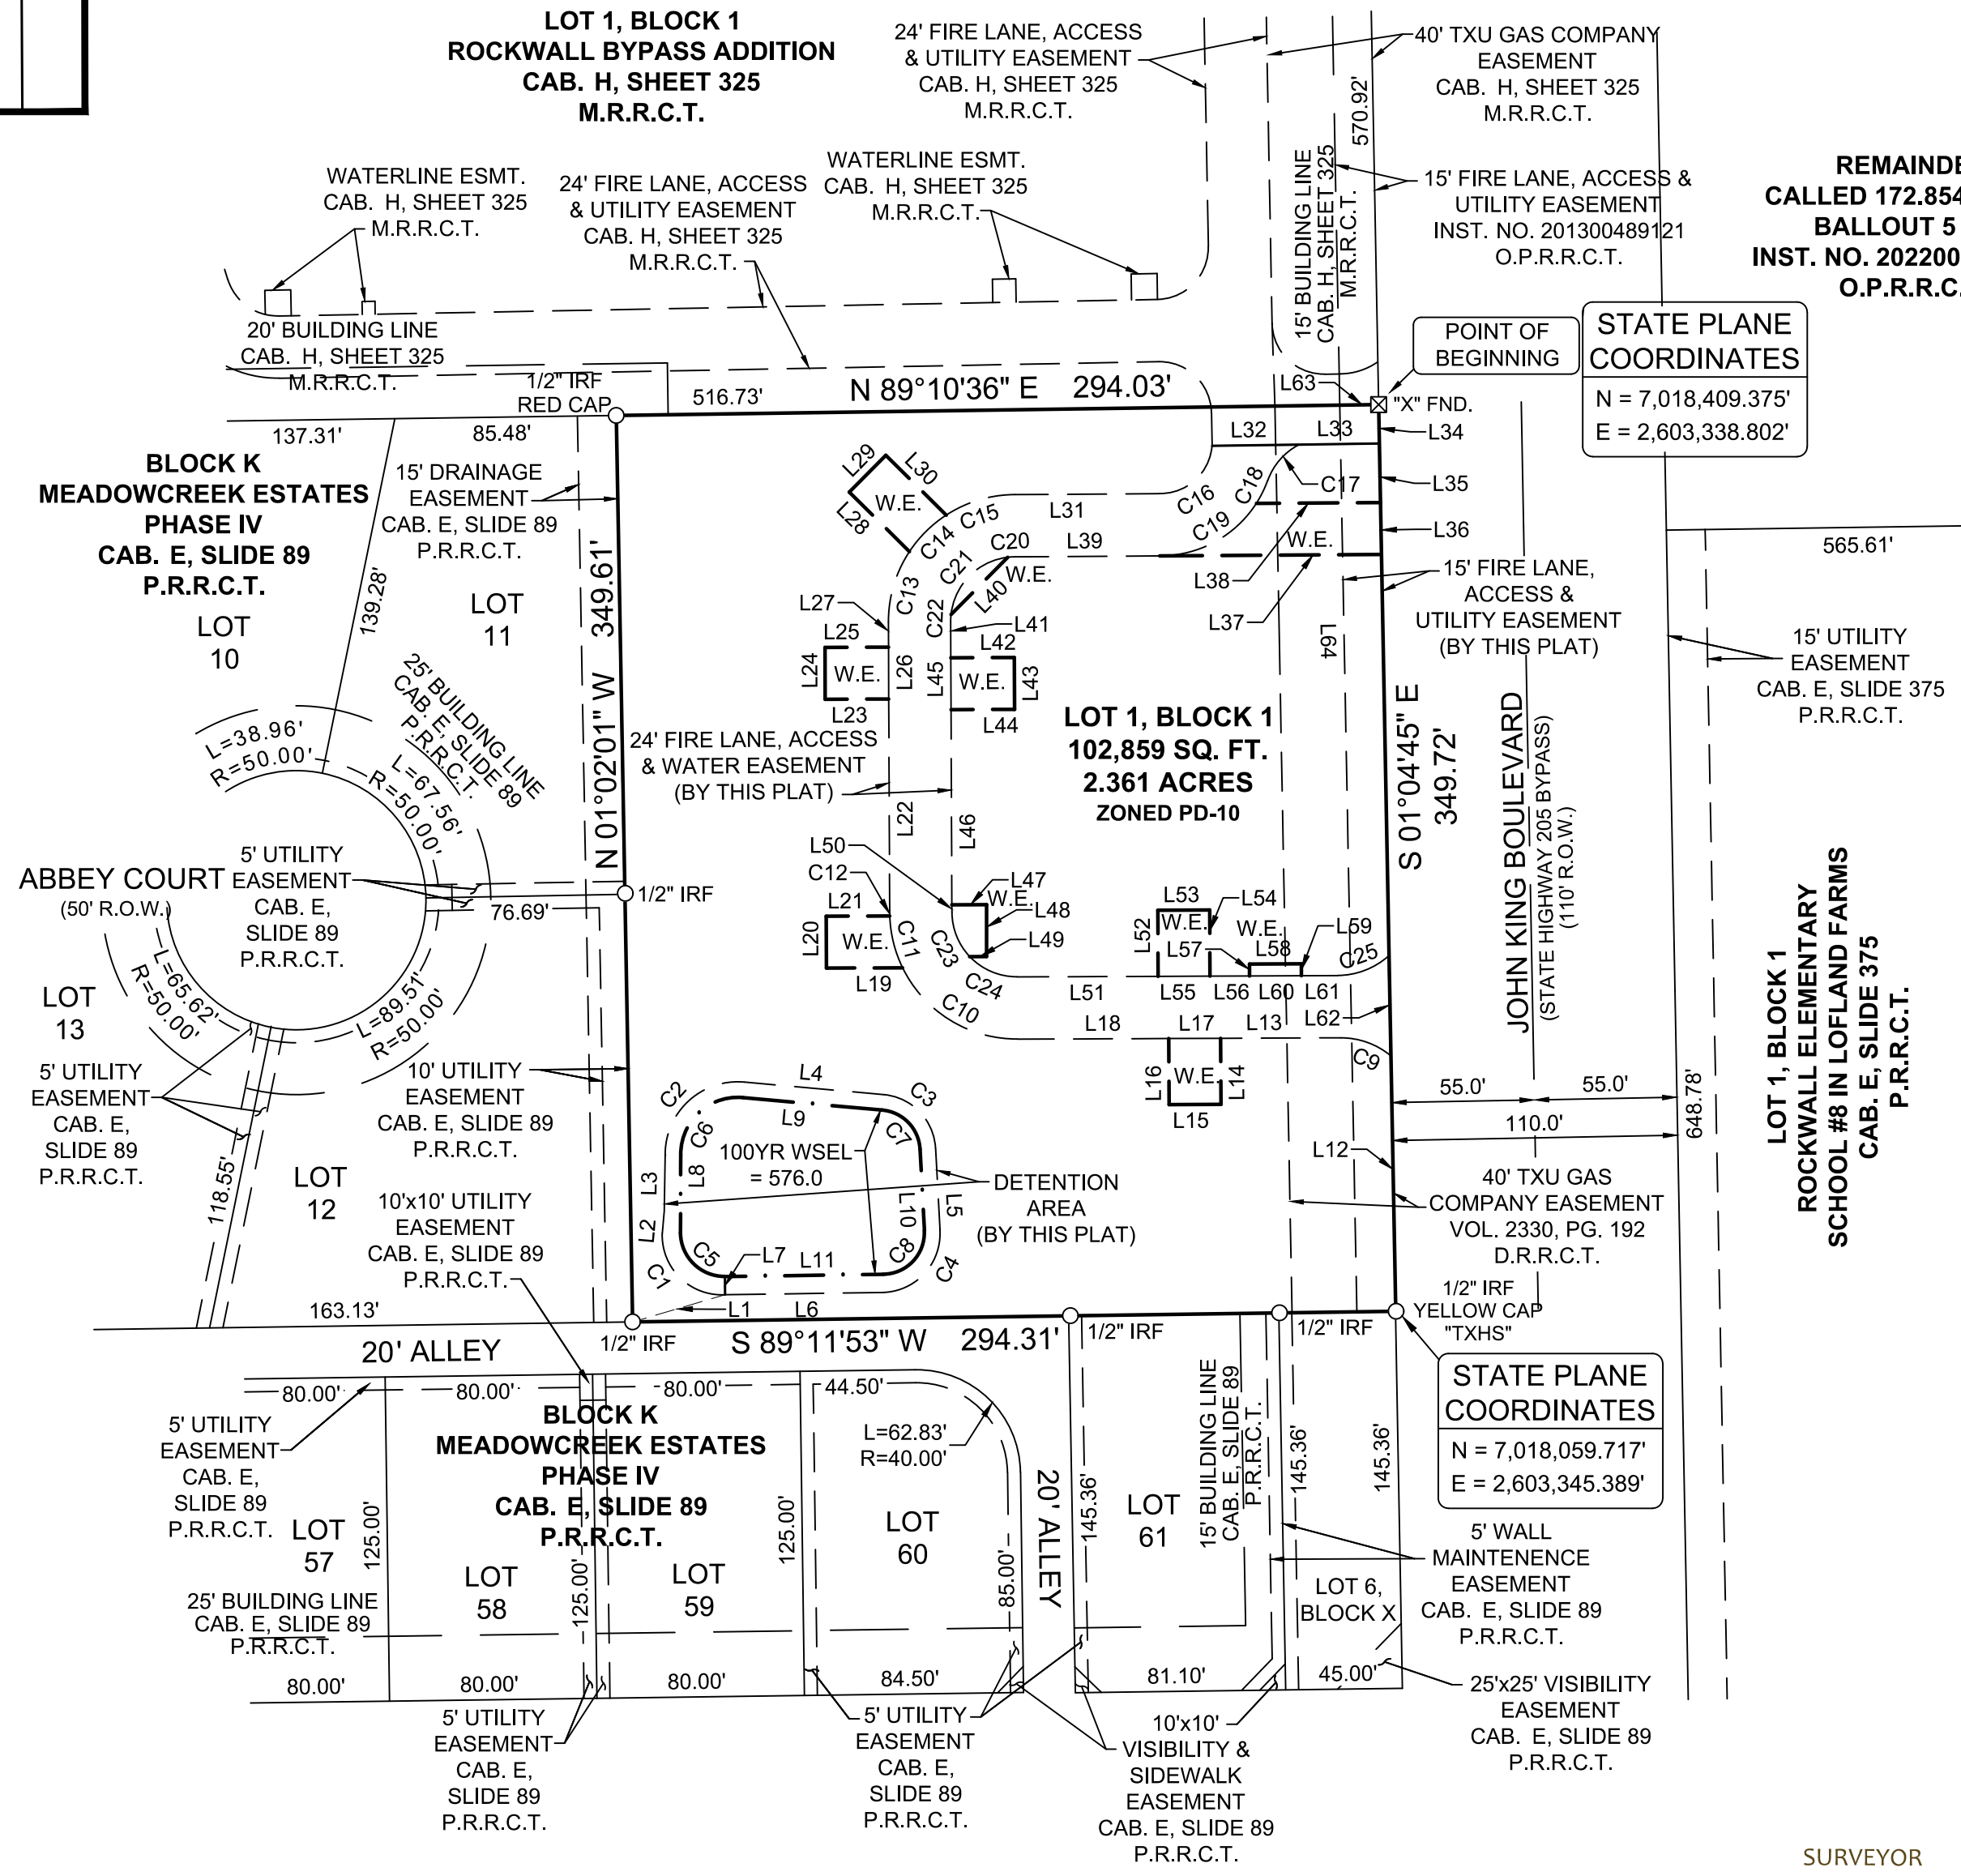 LOT 1, BLOCK 1
ROCKWALL BYPASS ADDITION
CAB. H, SHEET 325
M.R.R.C.T.
24' FIRE LANE, ACCESS
& UTILITY EASEMENT
CAB. H, SHEET 325
M.R.R.C.T.
40' TXU GAS COMPANY
EASEMENT
CAB. H, SHEET 325
M.R.R.C.T.
570.92'
WATERLINE ESMT.
CAB. H, SHEET 325
M.R.R.C.T.
24' FIRE LANE, ACCESS
& UTILITY EASEMENT
CAB. H, SHEET 325
M.R.R.C.T.
WATERLINE ESMT.
CAB. H, SHEET 325
M.R.R.C.T.
15' BUILDING LINE
CAB. H, SHEET 325
M.R.R.C.T.
15' FIRE LANE, ACCESS &
UTILITY EASEMENT
INST. NO. 201300489121
O.P.R.R.C.T.
CALLED 172.854
BALLOUT 5
20' BUILDING LINE
CAB. H, SHEET 325
M.R.R.C.T.
1/2" IRF
RED CAP
516.73'
N 89°10'36" E 294.03'
L63
POINT OF
BEGINNING
"X" FND.
STATE PLANE
COORDINATES
N = 7,018,409.375'
E = 2,603,338.802'
137.31'
85.48'
BLOCK K
MEADOWCREEK ESTATES
PHASE IV
CAB. E, SLIDE 89
P.R.R.C.T.
15' DRAINAGE
EASEMENT
CAB. E, SLIDE 89
P.R.R.C.T.
LOT
10
139.28'
LOT
11
349.61'
N 01°02'01" W
L29
L30
W.E.
L28
C14
C15
L31
C16
C18
C17
C19
L32
L33
L34
L35
L36
W.E.
L38
L37
C13
C21
C20
L39
W.E.
L40
C22
L27
L25
L24
W.E.
L26
L23
L41
L42
L45
W.E.
L43
L44
L64
15' FIRE LANE,
ACCESS &
UTILITY EASEMENT
(BY THIS PLAT)
565.61'
15' UTILITY
EASEMENT
CAB. E, SLIDE 375
P.R.R.C.T.
25' BUILDING LINE
CAB. E, SLIDE 89
P.R.R.C.T.
L=38.96'
R=50.00'
L=67.56'
R=50.00'
24' FIRE LANE, ACCESS
& WATER EASEMENT
(BY THIS PLAT)
LOT 1, BLOCK 1
102,859 SQ. FT.
2.361 ACRES
ZONED PD-10
S 01°04'45" E
349.72'
JOHN KING BOULEVARD
(STATE HIGHWAY 205 BYPASS)
(110' R.O.W.)
ABBEY COURT
(50' R.O.W.)
5' UTILITY
EASEMENT
CAB. E,
SLIDE 89
P.R.R.C.T.
76.69'
1/2" IRF
L=65.62'
R=50.00'
L=89.51'
R=50.00'
LOT
13
L22
L46
L50
C12
L21
L20
W.E.
C11
L19
C10
L47
W.E.
L48
L49
C23
C24
L51
L18
L53
L52
W.E.
L54
W.E.
L57
L58
L59
C25
L55
L56
L60
L61
L62
L17
L13
C9
L16
W.E.
L14
L15
LOT 1, BLOCK 1
ROCKWALL ELEMENTARY
SCHOOL #8 IN LOFLAND FARMS
CAB. E, SLIDE 375
P.R.R.C.T.
5' UTILITY
EASEMENT
CAB. E,
SLIDE 89
P.R.R.C.T.
118.55'
10' UTILITY
EASEMENT
CAB. E, SLIDE 89
P.R.R.C.T.
LOT
12
10'x10' UTILITY
EASEMENT
CAB. E, SLIDE 89
P.R.R.C.T.
C2
L4
C3
L9
C6
C7
L3
L8
100YR WSEL
= 576.0
L2
L10
L5
C5
L7
L11
C8
C4
C1
L1
L6
DETENTION
AREA
(BY THIS PLAT)
55.0'
55.0'
110.0'
648.78'
L12
40' TXU GAS
COMPANY EASEMENT
VOL. 2330, PG. 192
D.R.R.C.T.
1/2" IRF
YELLOW CAP
"TXHS"
163.13'
20' ALLEY
1/2" IRF
S 89°11'53" W 294.31'
1/2" IRF
1/2" IRF
STATE PLANE
COORDINATES
N = 7,018,059.717'
E = 2,603,345.389'
80.00'
80.00'
80.00'
44.50'
5' UTILITY
EASEMENT
CAB. E,
SLIDE 89
P.R.R.C.T.
BLOCK K
MEADOWCREEK ESTATES
PHASE IV
CAB. E, SLIDE 89
P.R.R.C.T.
L=62.83'
R=40.00'
LOT
57
125.00'
LOT
58
125.00'
LOT
59
125.00'
LOT
60
85.00'
20' ALLEY
145.36'
LOT
61
15' BUILDING LINE
CAB. E, SLIDE 89
P.R.R.C.T.
145.36'
145.36'
LOT 6,
BLOCK X
5' WALL
MAINTENENCE
EASEMENT
CAB. E, SLIDE 89
P.R.R.C.T.
25' BUILDING LINE
CAB. E, SLIDE 89
P.R.R.C.T.
80.00'
80.00'
80.00'
84.50'
81.10'
45.00'
25'x25' VISIBILITY
EASEMENT
CAB. E, SLIDE 89
P.R.R.C.T.
5' UTILITY
EASEMENT
CAB. E,
SLIDE 89
P.R.R.C.T.
5' UTILITY
EASEMENT
CAB. E,
SLIDE 89
P.R.R.C.T.
10'x10'
VISIBILITY &
SIDEWALK
EASEMENT
CAB. E, SLIDE 89
P.R.R.C.T.
SURVEYOR